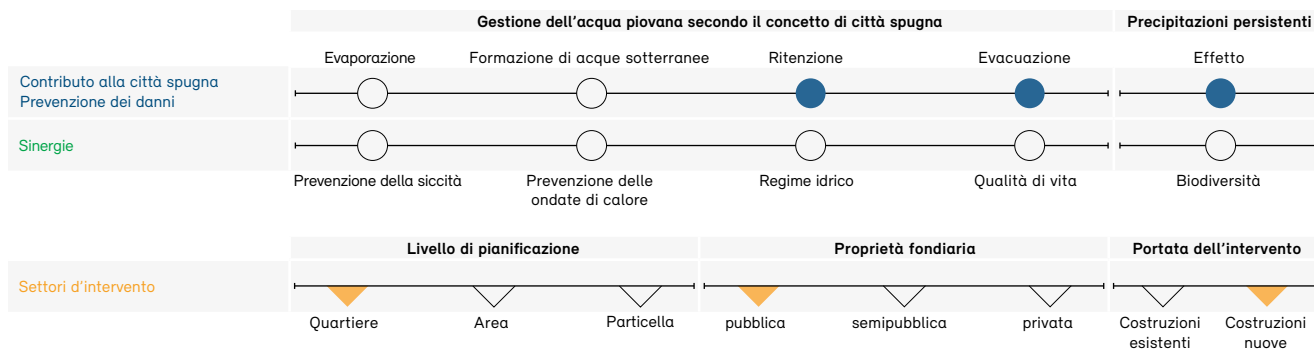 Gestione dell'acqua piovana secondo il concetto di città spugna
Precipitazioni persistenti
Evaporazione
Formazione di acque sotterranee
Ritenzione
Evacuazione
Effetto
Contributo alla città spugna
Prevenzione dei danni
Sinergie
Prevenzione della siccità
Prevenzione delle
ondate di calore
Regime idrico
Qualità di vita
Biodiversità
Livello di pianificazione
Proprietà fondiaria
Portata dell'intervento
Settori d'intervento
Quartiere
Area
Particella
pubblica
semipubblica
privata
Costruzioni
esistenti
Costruzioni
nuove